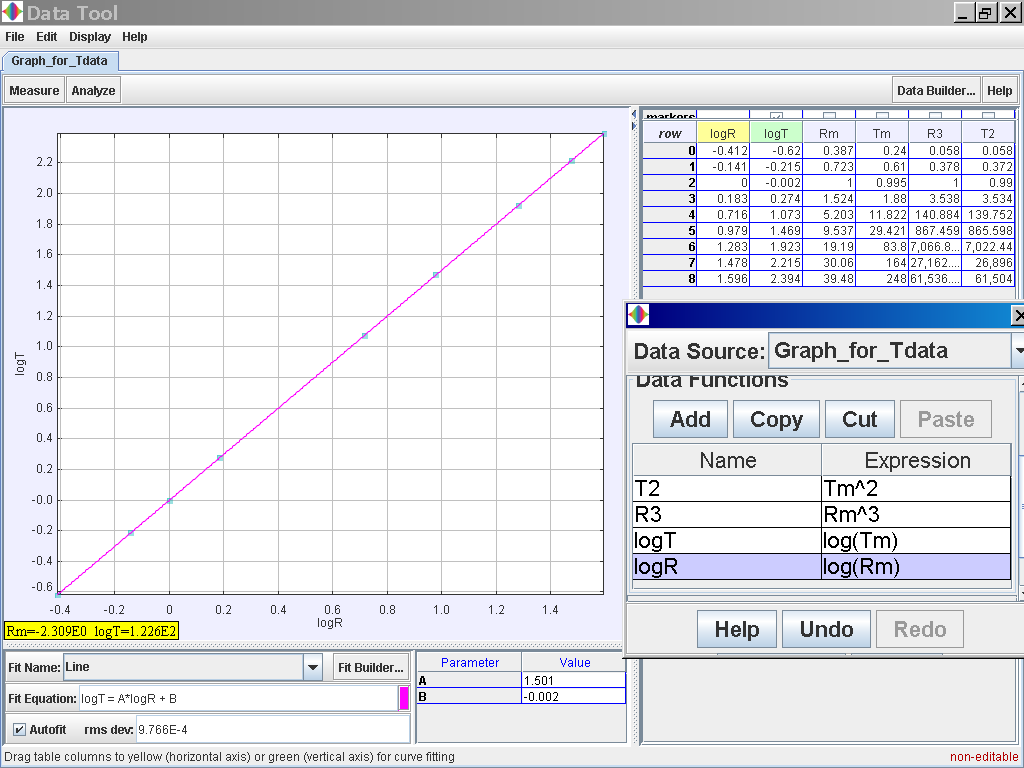 Data Tool
File Edit Display Help
Graph_for_Tdata
Measure Analyze Data Builder... Help
markers
row logR logT Rm Tm R3 T2
0 -0.412 -0.62 0.387 0.24 0.058 0.058
1 -0.141 -0.215 0.723 0.61 0.378 0.372
2 0 -0.002 1 0.995 1 0.99
3 0.183 0.274 1.524 1.88 3.538 3.534
4 0.716 1.073 5.203 11.822 140.884 139.752
5 0.979 1.469 9.537 29.421 867.459 865.598
6 1.283 1.923 19.19 83.8 7,066.8... 7,022.44
7 1.478 2.215 30.06 164 27,162.... 26,896
8 1.596 2.394 39.48 248 61,536.... 61,504
2.2
2.0
1.8
1.6
1.4
1.2
1.0
0.8
0.6
0.4
0.2
-0.0
-0.2
-0.4
-0.6
logT
-0.4 -0.2 0 0.2 0.4 0.6 0.8 1.0 1.2 1.4
logR
Rm=-2.309E0 logT=1.226E2
Data Source: Graph_for_Tdata
Data Functions
Add Copy Cut Paste
Name Expression
T2 Tm^2
R3 Rm^3
logT log(Tm)
logR log(Rm)
Help Undo Redo
Fit Name: Line Fit Builder...
Fit Equation: logT = A*logR + B
Autofit rms dev: 9.766E-4
Parameter Value
A 1.501
B -0.002
Drag table columns to yellow (horizontal axis) or green (vertical axis) for curve fitting
non-editable